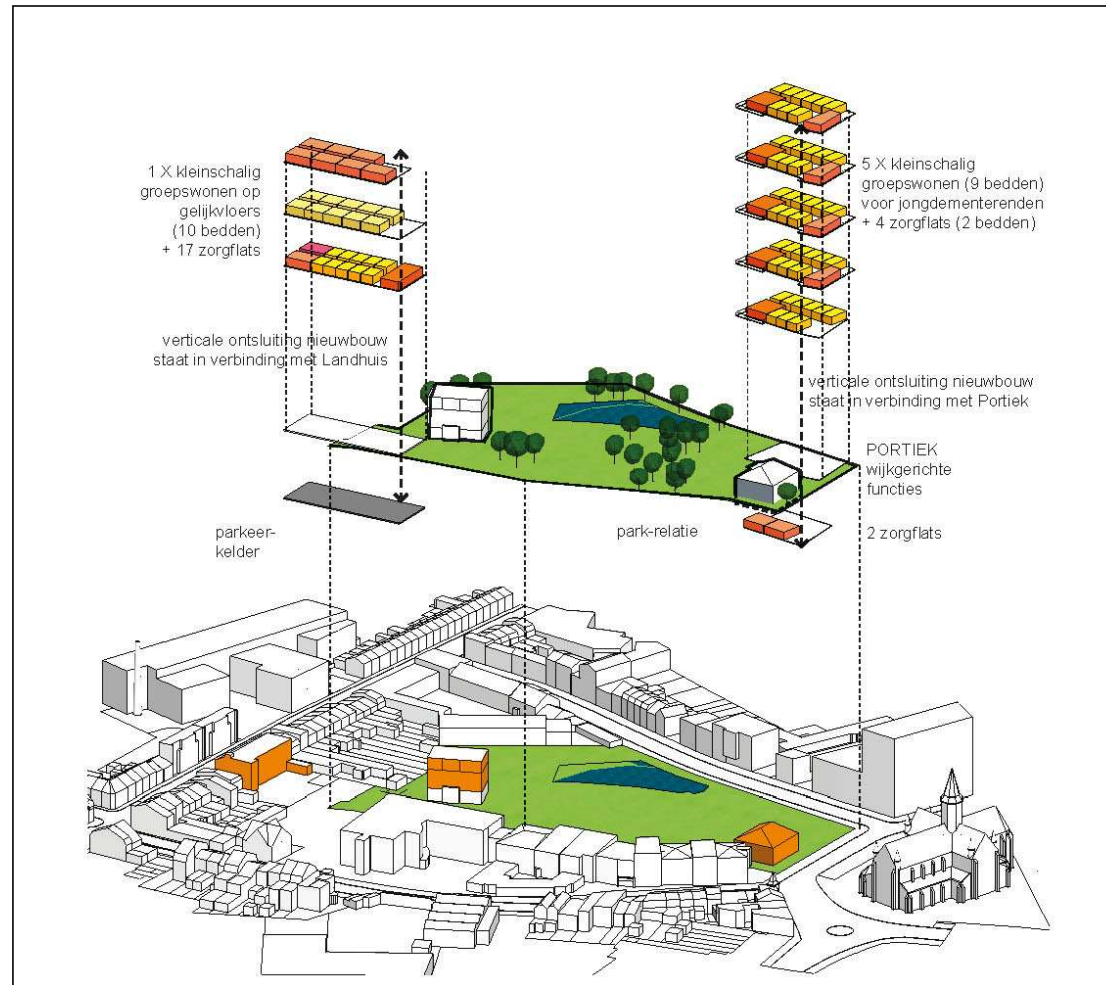 1 X kleinschalig
groepswonen op
gelijkvloers
(10 bedden)
+ 17 zorgflats
5 X kleinschalig
groepswonen (9 bedden)
voor jongdementerenden
+ 4 zorgflats (2 bedden)
verticale ontsluiting nieuwbouw
staat in verbinding met Landhuis
verticale ontsluiting nieuwbouw
staat in verbinding met Portiek
PORTIEK
wijkgerichte
functies
parkeer-
kelder
park-relatie
2 zorgflats